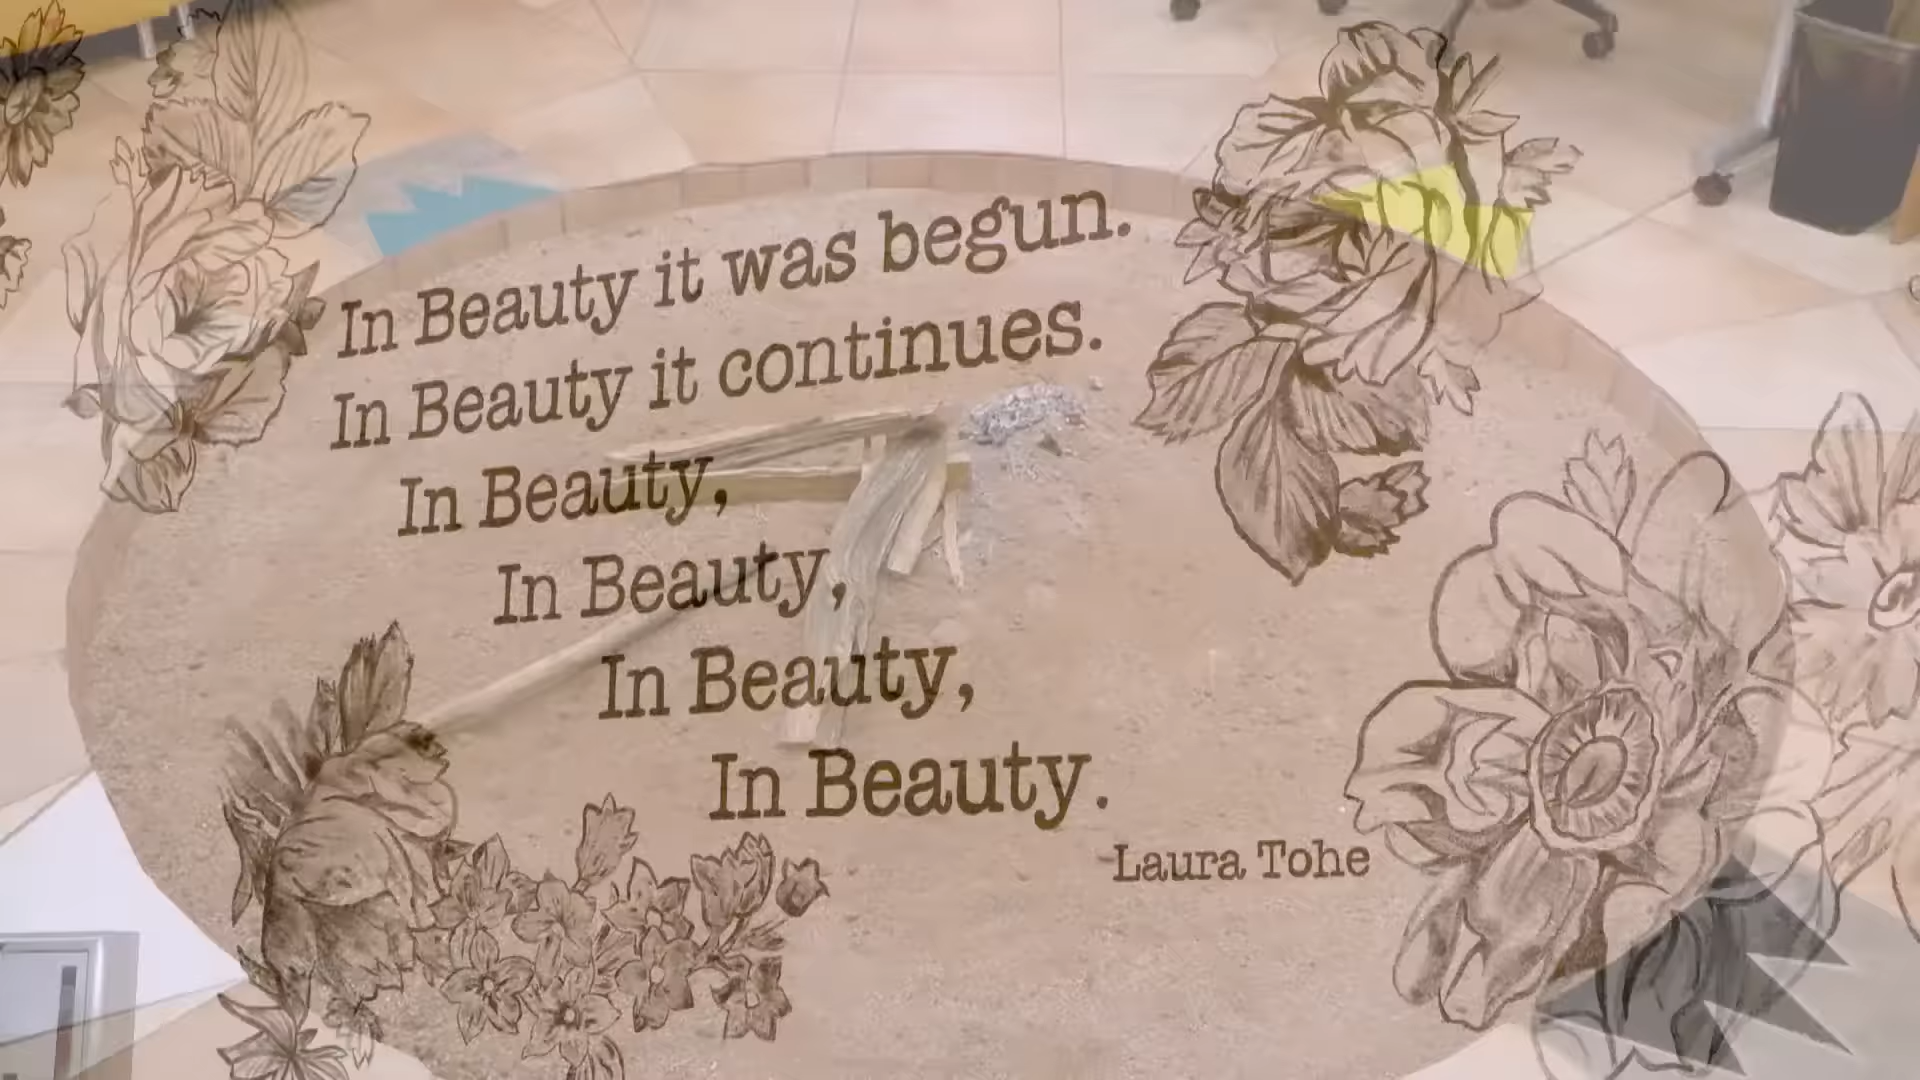 In Beauty it was begun.
In Beauty it continues.
In Beauty,
In Beauty,
In Beauty,
In Beauty.
-Laura Tohe